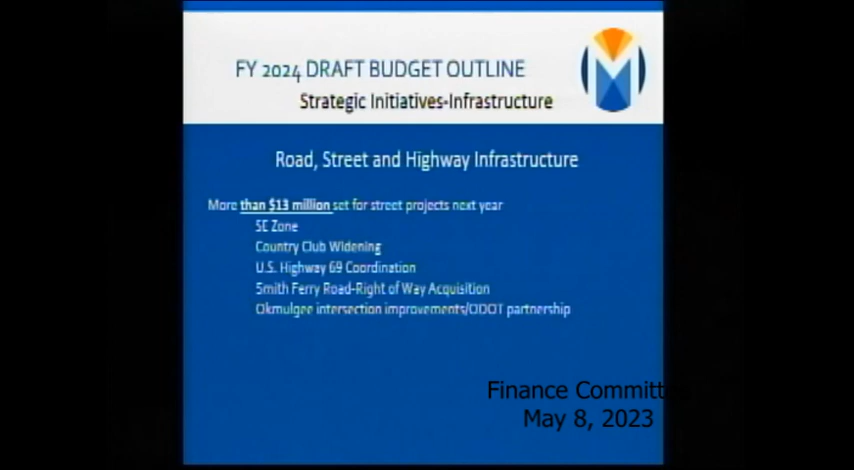 FY 2024 DRAFT BUDGET OUTLINE
Strategic Initiatives-Infrastructure
Road, Street and Highway Infrastructure
More than $13 million set for street projects next year
SE Zone
Country Club Widening
U.S. Highway 69 Coordination
Smith Ferry Road-Right of Way Acquisition
Okmulgee intersection improvements/ODOT partnership
Finance Committee
May 8, 2023